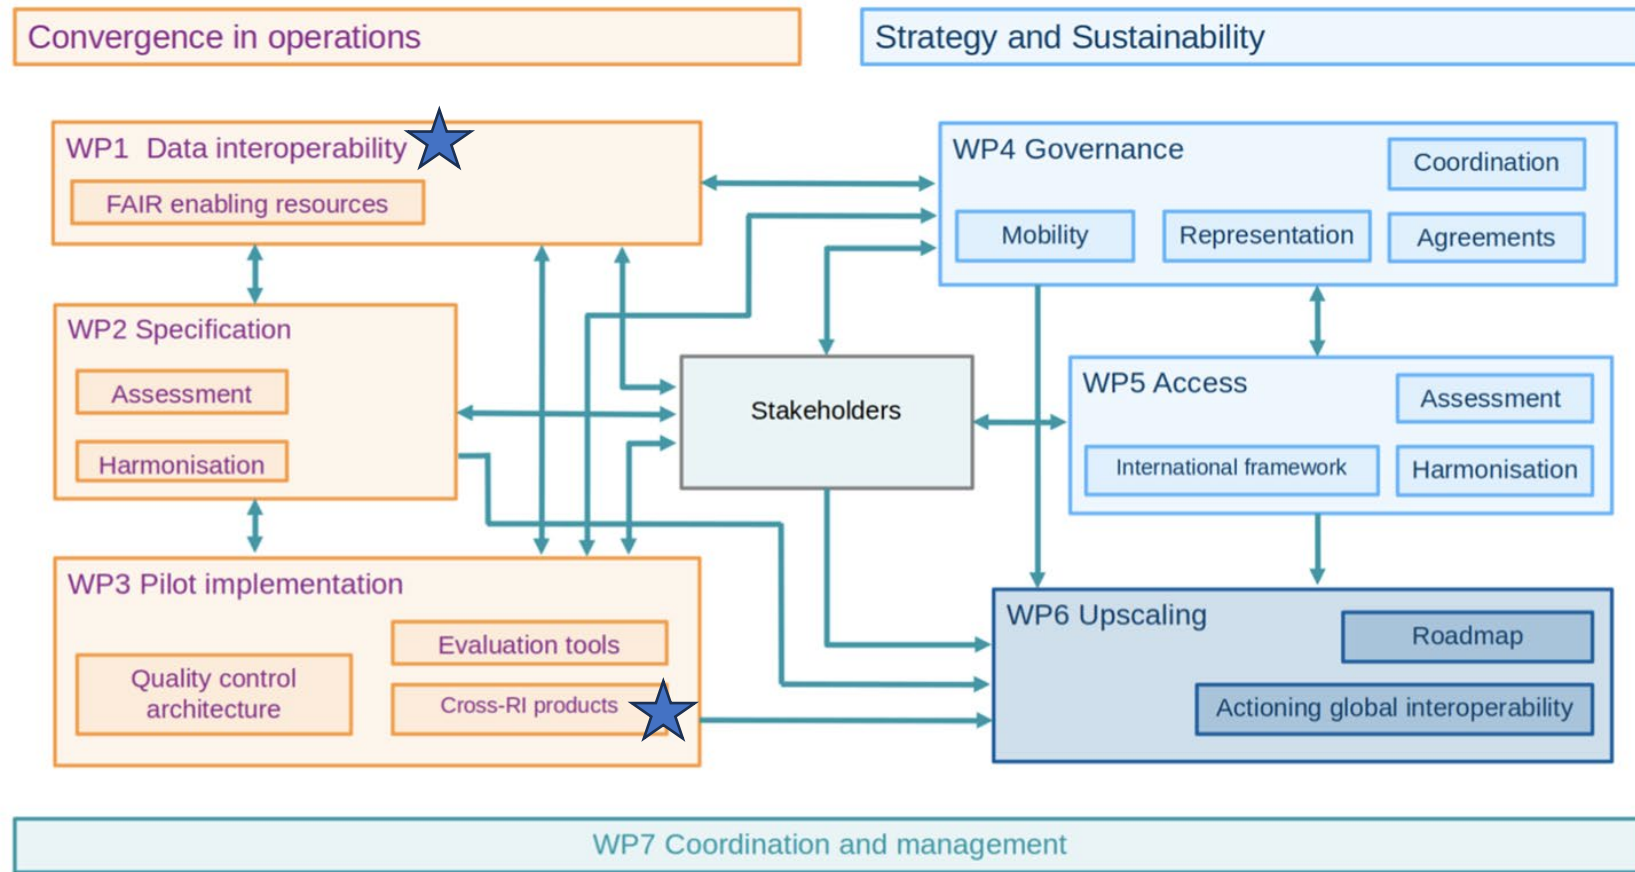 Convergence in operations
Strategy and Sustainability
WP1 Data interoperability
FAIR enabling resources
WP4 Governance
Coordination
Mobility
Representation
Agreements
WP2 Specification
Assessment
Harmonisation
Stakeholders
WP5 Access
Assessment
International framework
Harmonisation
WP3 Pilot implementation
Evaluation tools
Quality control
architecture
Cross-RI products
WP6 Upscaling
Roadmap
Actioning global interoperability
WP7 Coordination and management